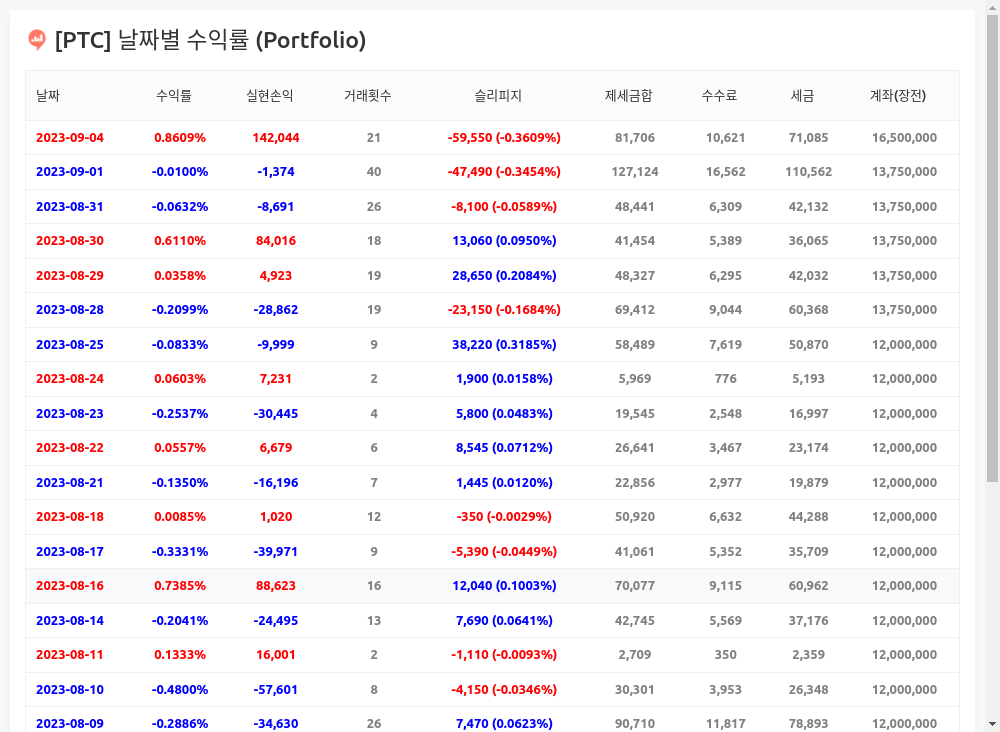 [PTC] 날짜별 수익률 (Portfolio)
날짜 수익률 실현손익 거래횟수 슬리피지 제세금합 수수료 세금 계좌(장전)
2023-09-04 0.8609% 142,044 21 -59,550 (-0.3609%) 81,706 10,621 71,085 16,500,000
2023-09-01 -0.0100% -1,374 40 -47,490 (-0.3454%) 127,124 16,562 110,562 13,750,000
2023-08-31 -0.0632% -8,691 26 -8,100 (-0.0589%) 48,441 6,309 42,132 13,750,000
2023-08-30 0.6110% 84,016 18 13,060 (0.0950%) 41,454 5,389 36,065 13,750,000
2023-08-29 0.0358% 4,923 19 28,650 (0.2084%) 48,327 6,295 42,032 13,750,000
2023-08-28 -0.2099% -28,862 19 -23,150 (-0.1684%) 69,412 9,044 60,368 13,750,000
2023-08-25 -0.0833% -9,999 9 38,220 (0.3185%) 58,489 7,619 50,870 12,000,000
2023-08-24 0.0603% 7,231 2 1,900 (0.0158%) 5,969 776 5,193 12,000,000
2023-08-23 -0.2537% -30,445 4 5,800 (0.0483%) 19,545 2,548 16,997 12,000,000
2023-08-22 0.0557% 6,679 6 8,545 (0.0712%) 26,641 3,467 23,174 12,000,000
2023-08-21 -0.1350% -16,196 7 1,445 (0.0120%) 22,856 2,977 19,879 12,000,000
2023-08-18 0.0085% 1,020 12 -350 (-0.0029%) 50,920 6,632 44,288 12,000,000
2023-08-17 -0.3331% -39,971 9 -5,390 (-0.0449%) 41,061 5,352 35,709 12,000,000
2023-08-16 0.7385% 88,623 16 12,040 (0.1003%) 70,077 9,115 60,962 12,000,000
2023-08-14 -0.2041% -24,495 13 7,690 (0.0641%) 42,745 5,569 37,176 12,000,000
2023-08-11 0.1333% 16,001 2 -1,110 (-0.0093%) 2,709 350 2,359 12,000,000
2023-08-10 -0.4800% -57,601 8 -4,150 (-0.0346%) 30,301 3,953 26,348 12,000,000
2023-08-09 -0.2886% -34,630 26 7,470 (0.0623%) 90,710 11,817 78,893 12,000,000